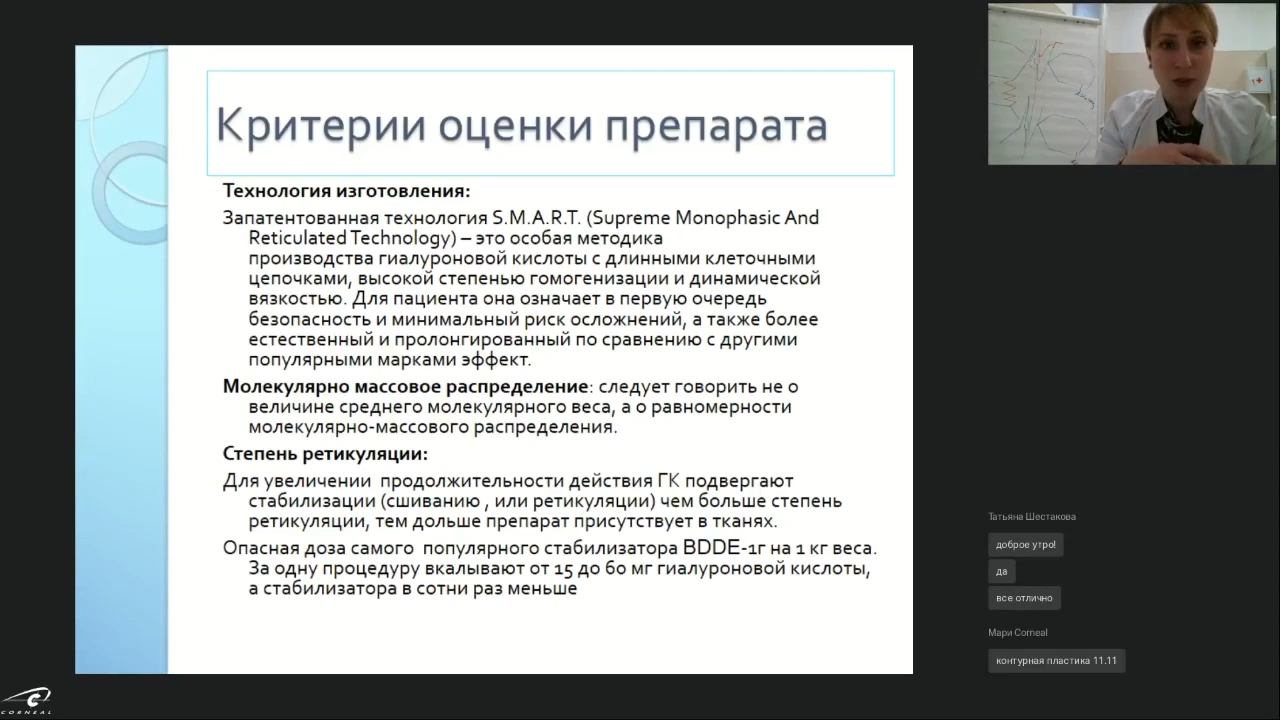 Критерии оценки препарата
Технология изготовления:
Запатентованная технология S.M.A.R.T. (Supreme Monophasic And
Reticulated Technology) – это особая методика
производства гиалуроновой кислоты с длинными клеточными
цепочками, высокой степенью гомогенизации и динамической
вязкостью. Для пациента она означает в первую очередь
безопасность и минимальный риск осложнений, а также более
естественный и пролонгированный по сравнению с другими
популярными марками эффект.
Молекулярно массовое распределение: следует говорить не о
величине среднего молекулярного веса, а о равномерности
молекулярно-массового распределения.
Степень ретикуляции:
Для увеличении продолжительности действия ГК подвергают
стабилизации (сшиванию , или ретикуляции) чем больше степень
ретикуляции, тем дольше препарат присутствует в тканях.
Опасная доза самого популярного стабилизатора BDDE-1г на 1 кг веса.
За одну процедуру вкалывают от 15 до 60 мг гиалуроновой кислоты,
а стабилизатора в сотни раз меньше
Татьяна Шестакова
доброе утро!
да
все отлично
Мари Corneal
контурная пластика 11.11
CORNEAL